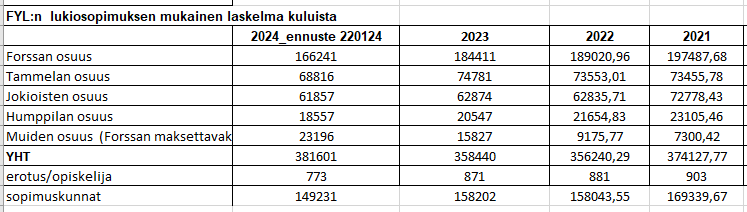 FYL:n lukiosopimuksen mukainen laskelma kuluista
2024_ennuste 220124 2023 2022 2021
Forssan osuus 166241 184411 189020,96 197487,68
Tammelan osuus 68816 74781 73553,01 73455,78
Jokioisten osuus 61857 62874 62835,71 72778,43
Humppilan osuus 18557 20547 21654,83 23105,46
Muiden osuus (Forssan maksettavak 23196 15827 9175,77 7300,42
YHT 381601 358440 356240,29 374127,77
erotus/opiskelija 773 871 881 903
sopimuskunnat 149231 158202 158043,55 169339,67